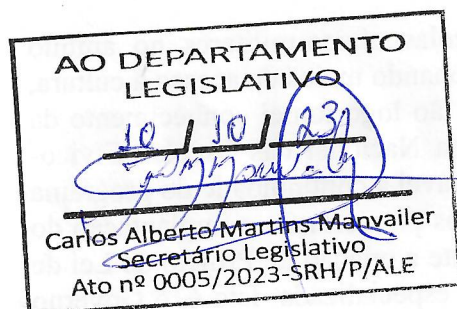 AO DEPARTAMENTO
LEGISLATIVO
10 / 10 / 23
Carlos Alberto Martins Manvailer
Secretário Legislativo
Ato nº 0005/2023-SRH/P/ALE